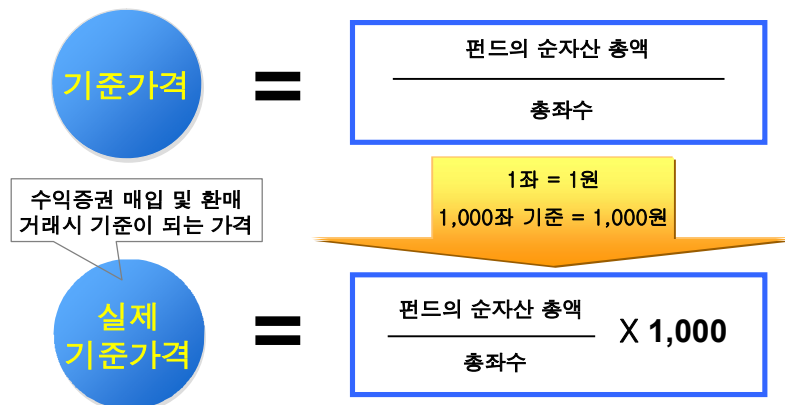 기준가격
=
펀드의 순자산 총액
총좌수
수익증권 매입 및 환매
거래시 기준이 되는 가격
1좌 = 1원
1,000좌 기준 = 1,000원
실제
기준가격
=
펀드의 순자산 총액
총좌수
X 1,000